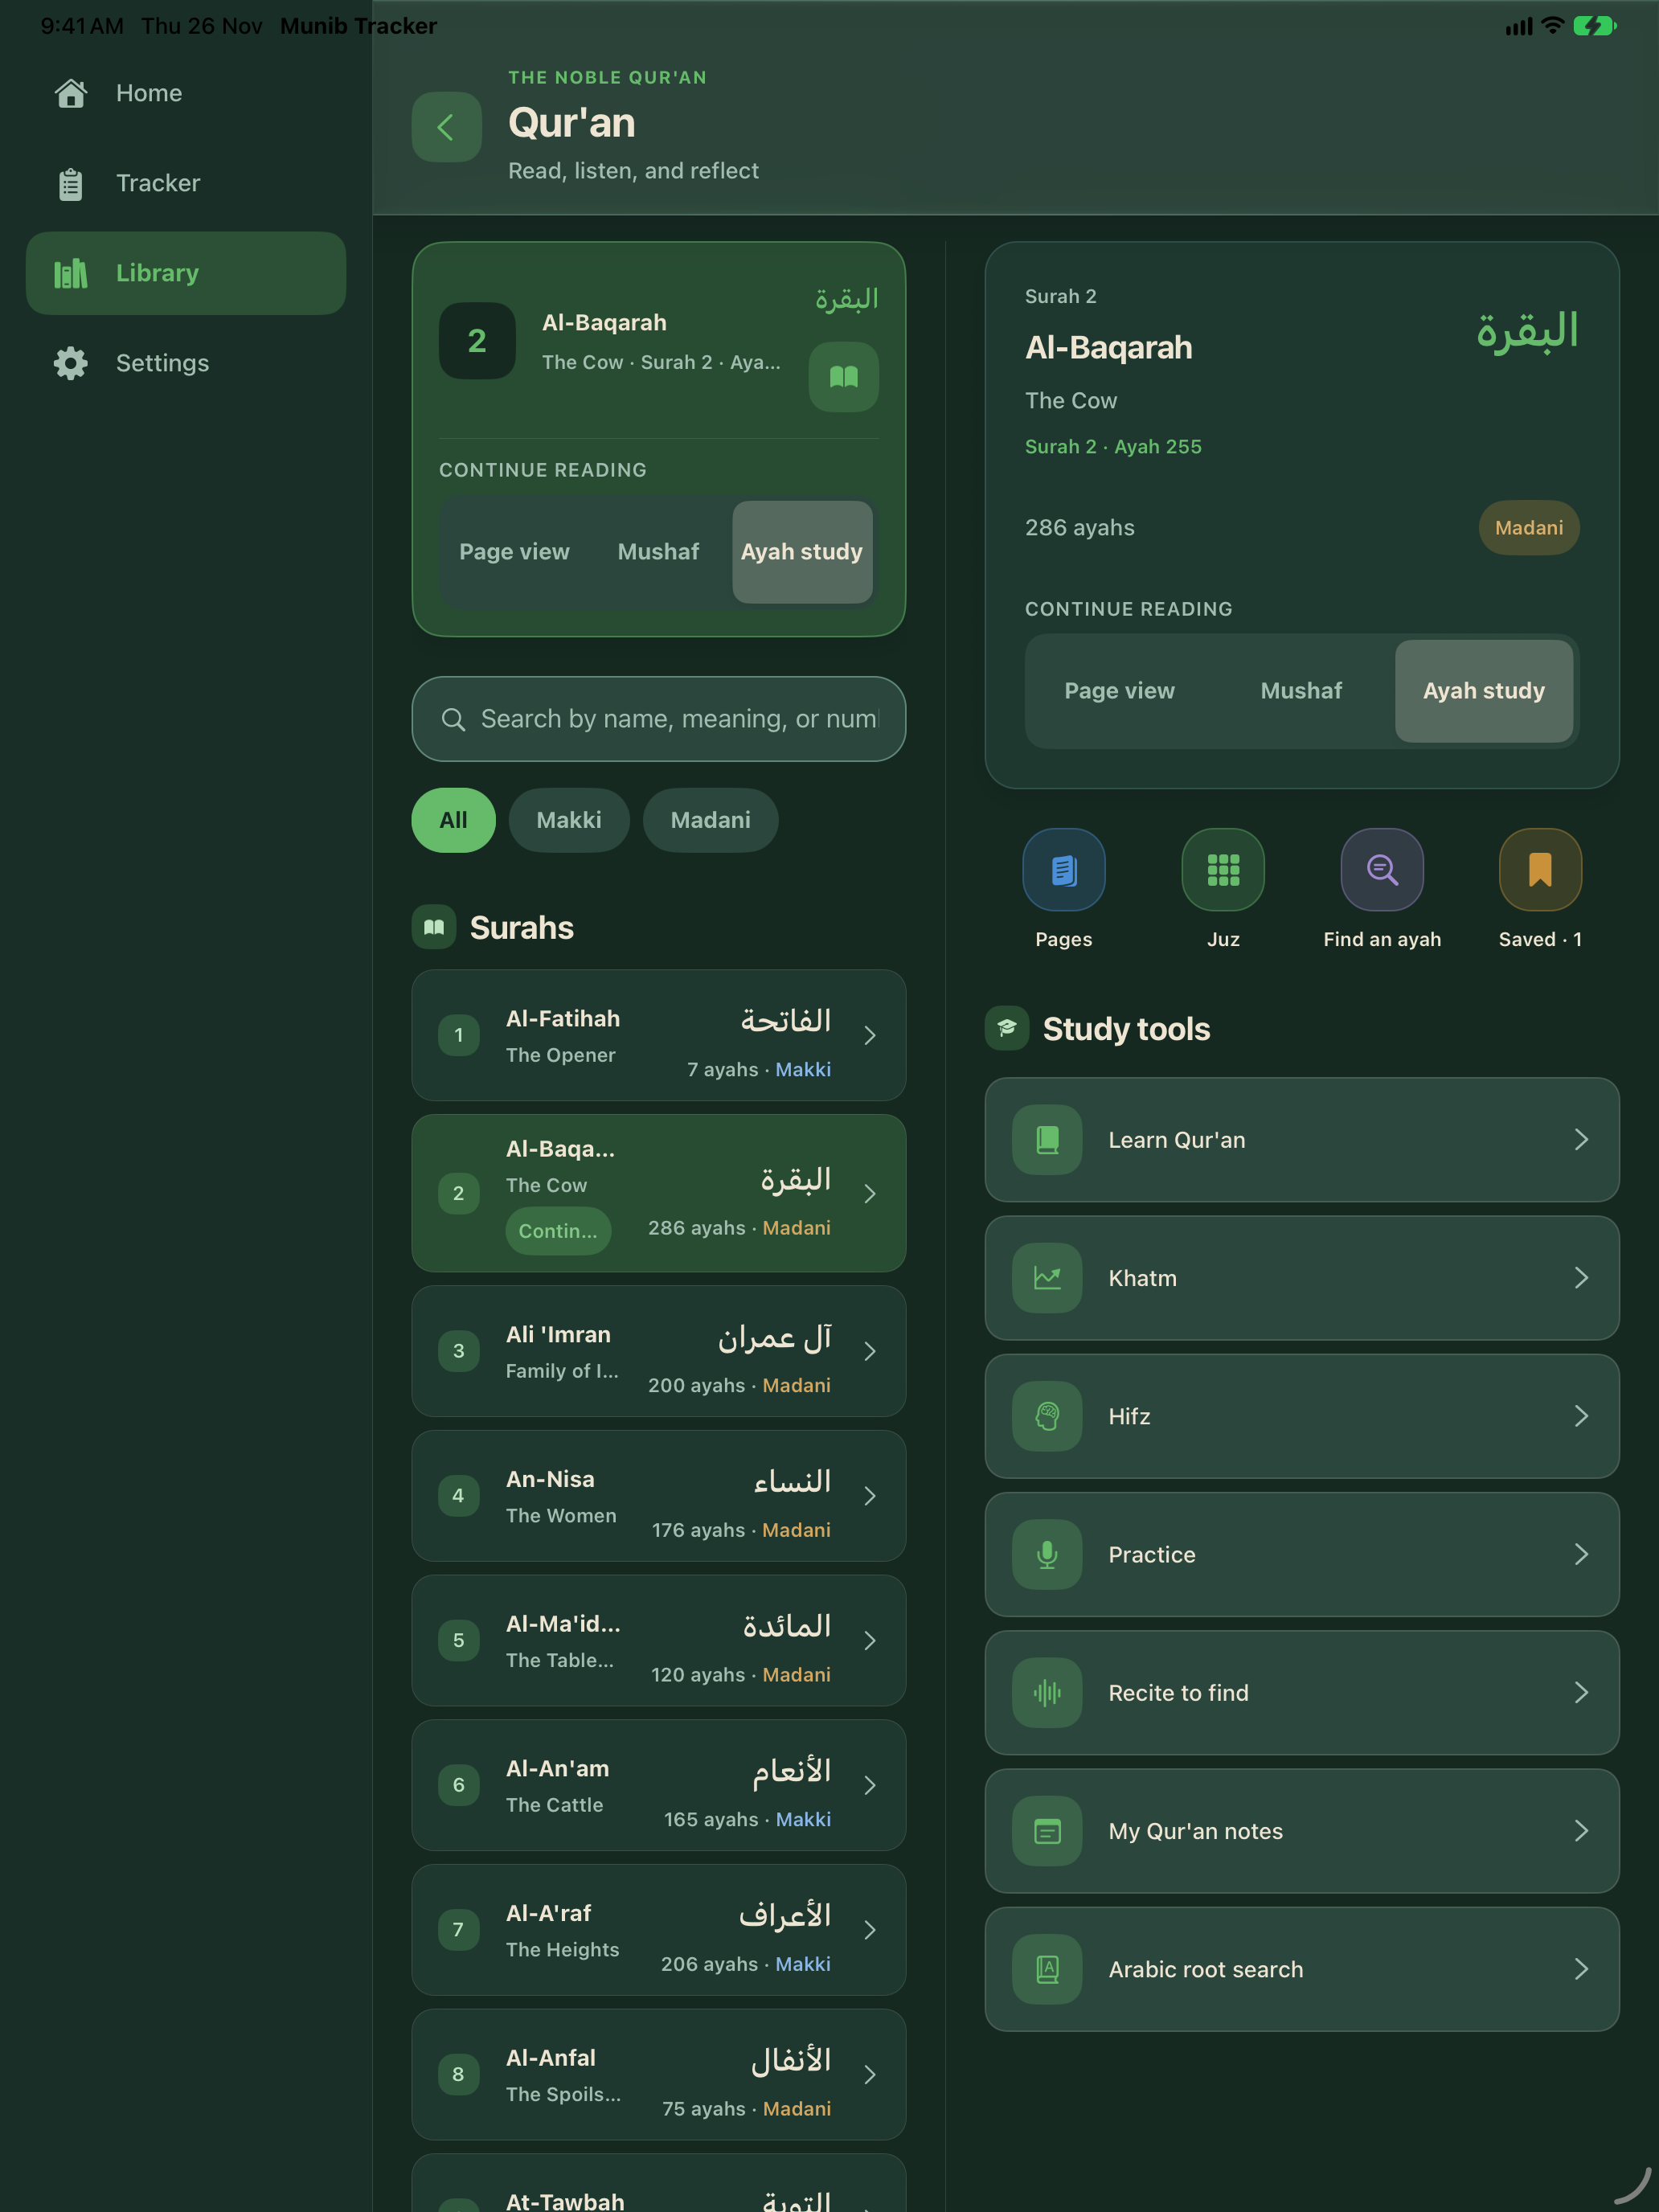 9:41 AM Thu 26 Nov Munib Tracker
Home
Tracker
Library
Settings
THE NOBLE QUR'AN
Qur'an
Read, listen, and reflect
2
Al-Baqarah
The Cow · Surah 2 · Aya...
البقرة
CONTINUE READING
Page view Mushaf Ayah study
Search by name, meaning, or num
All Makki Madani
Surahs
1
Al-Fatihah
The Opener
الفاتحة
7 ayahs · Makki
2
Al-Baqa...
The Cow
Contin...
البقرة
286 ayahs · Madani
3
Ali 'Imran
Family of I...
آل عمران
200 ayahs · Madani
4
An-Nisa
The Women
النساء
176 ayahs · Madani
5
Al-Ma'id...
The Table...
المائدة
120 ayahs · Madani
6
Al-An'am
The Cattle
الأنعام
165 ayahs · Makki
7
Al-A'raf
The Heights
الأعراف
206 ayahs · Makki
8
Al-Anfal
The Spoils...
الأنفال
75 ayahs · Madani
At-Tawbah
التوبة
Surah 2
Al-Baqarah
البقرة
The Cow
Surah 2 · Ayah 255
286 ayahs
Madani
CONTINUE READING
Page view Mushaf Ayah study
Pages Juz Find an ayah Saved · 1
Study tools
Learn Qur'an
Khatm
Hifz
Practice
Recite to find
My Qur'an notes
A
Arabic root search